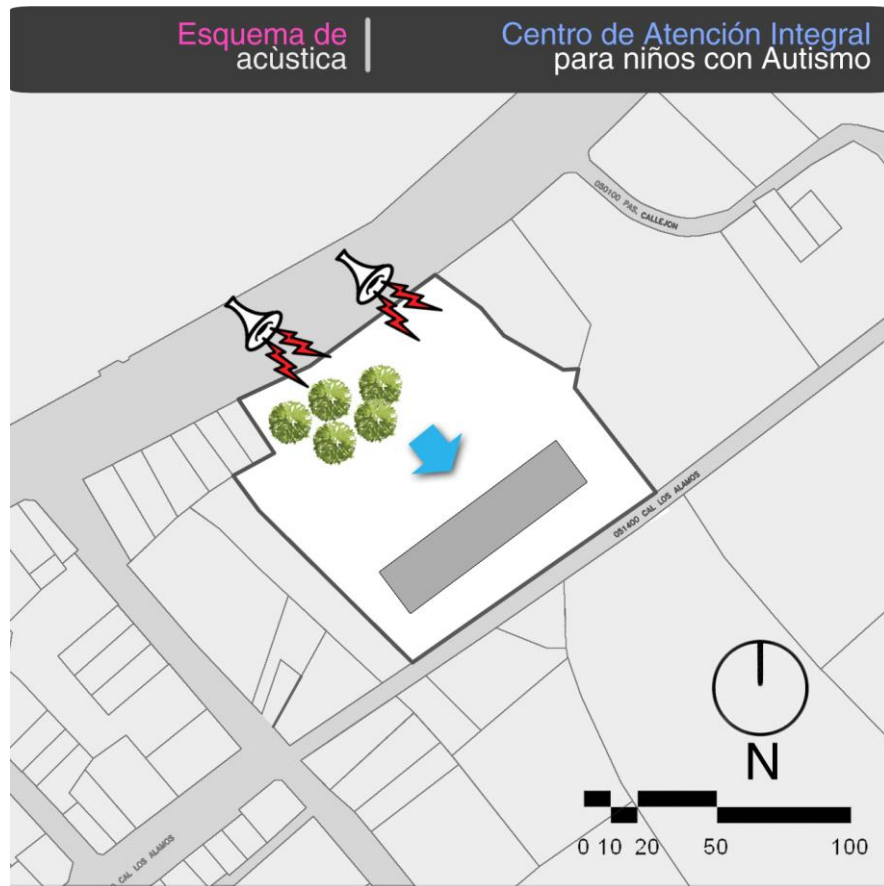 Esquema de
acùstica
Centro de Atención Integral
para niños con Autismo
050100 PAS. CALLEJON
051400 CAL LOS ALAMOS
N
0 10 20 50 100
CAL LOS ALAMOS